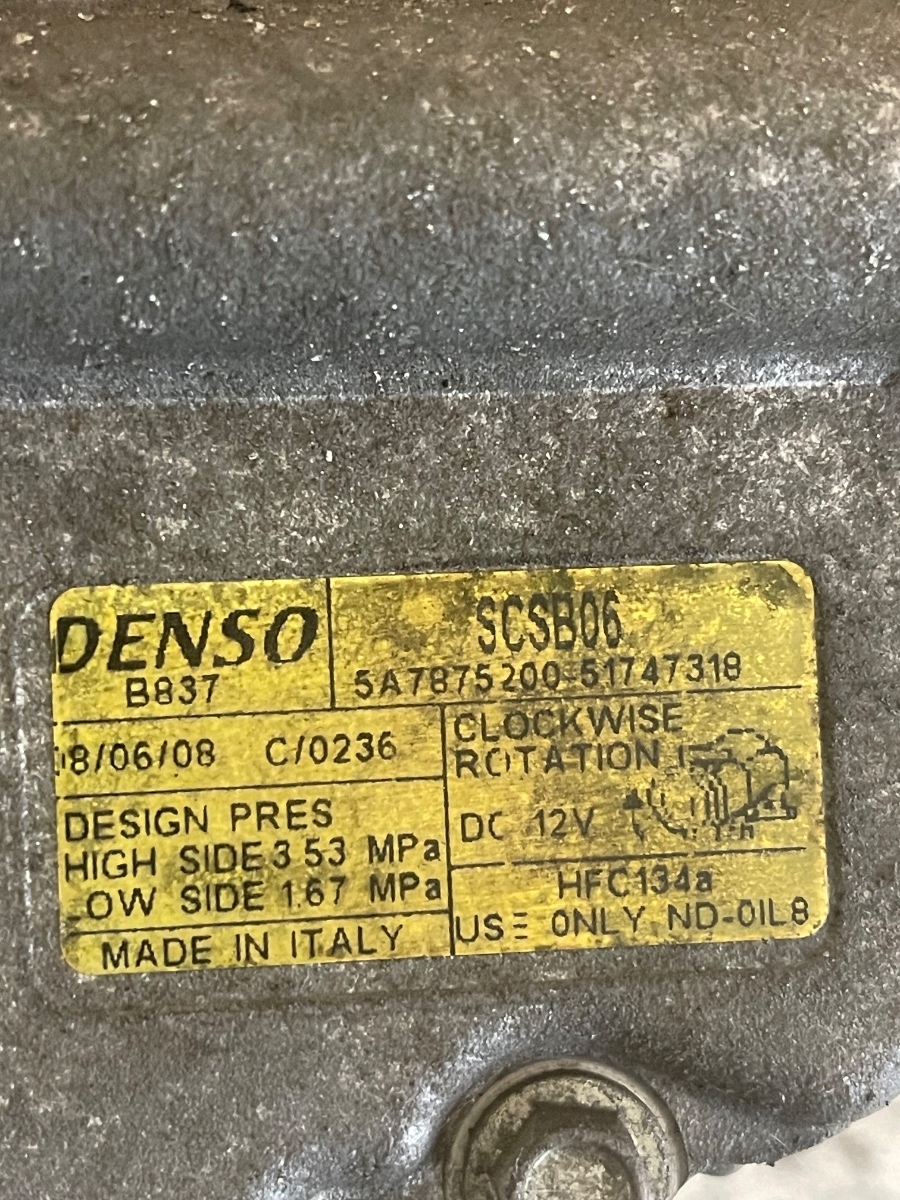 DENSO
B837
SCSB06
5A7875200-51747318
8/06/08 C/0236
CLOCKWISE
ROTATION
DC 12V
DESIGN PRES
HIGH SIDE 3 53 MPa
LOW SIDE 1.67 MPa
HFC134a
USE ONLY ND-OIL8
MADE IN ITALY